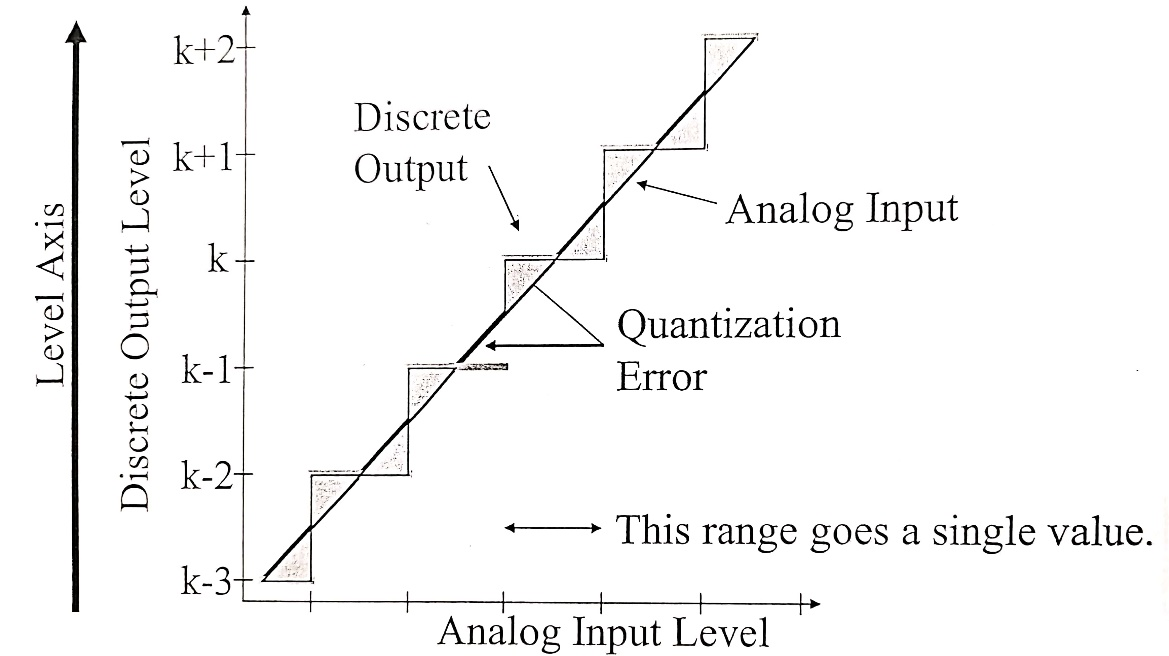 k+2
Discrete
Output
k+1
Analog Input
k
Quantization
Error
k-1
k-2
This range goes a single value.
k-3
Analog Input Level
Discrete Output Level
Level Axis